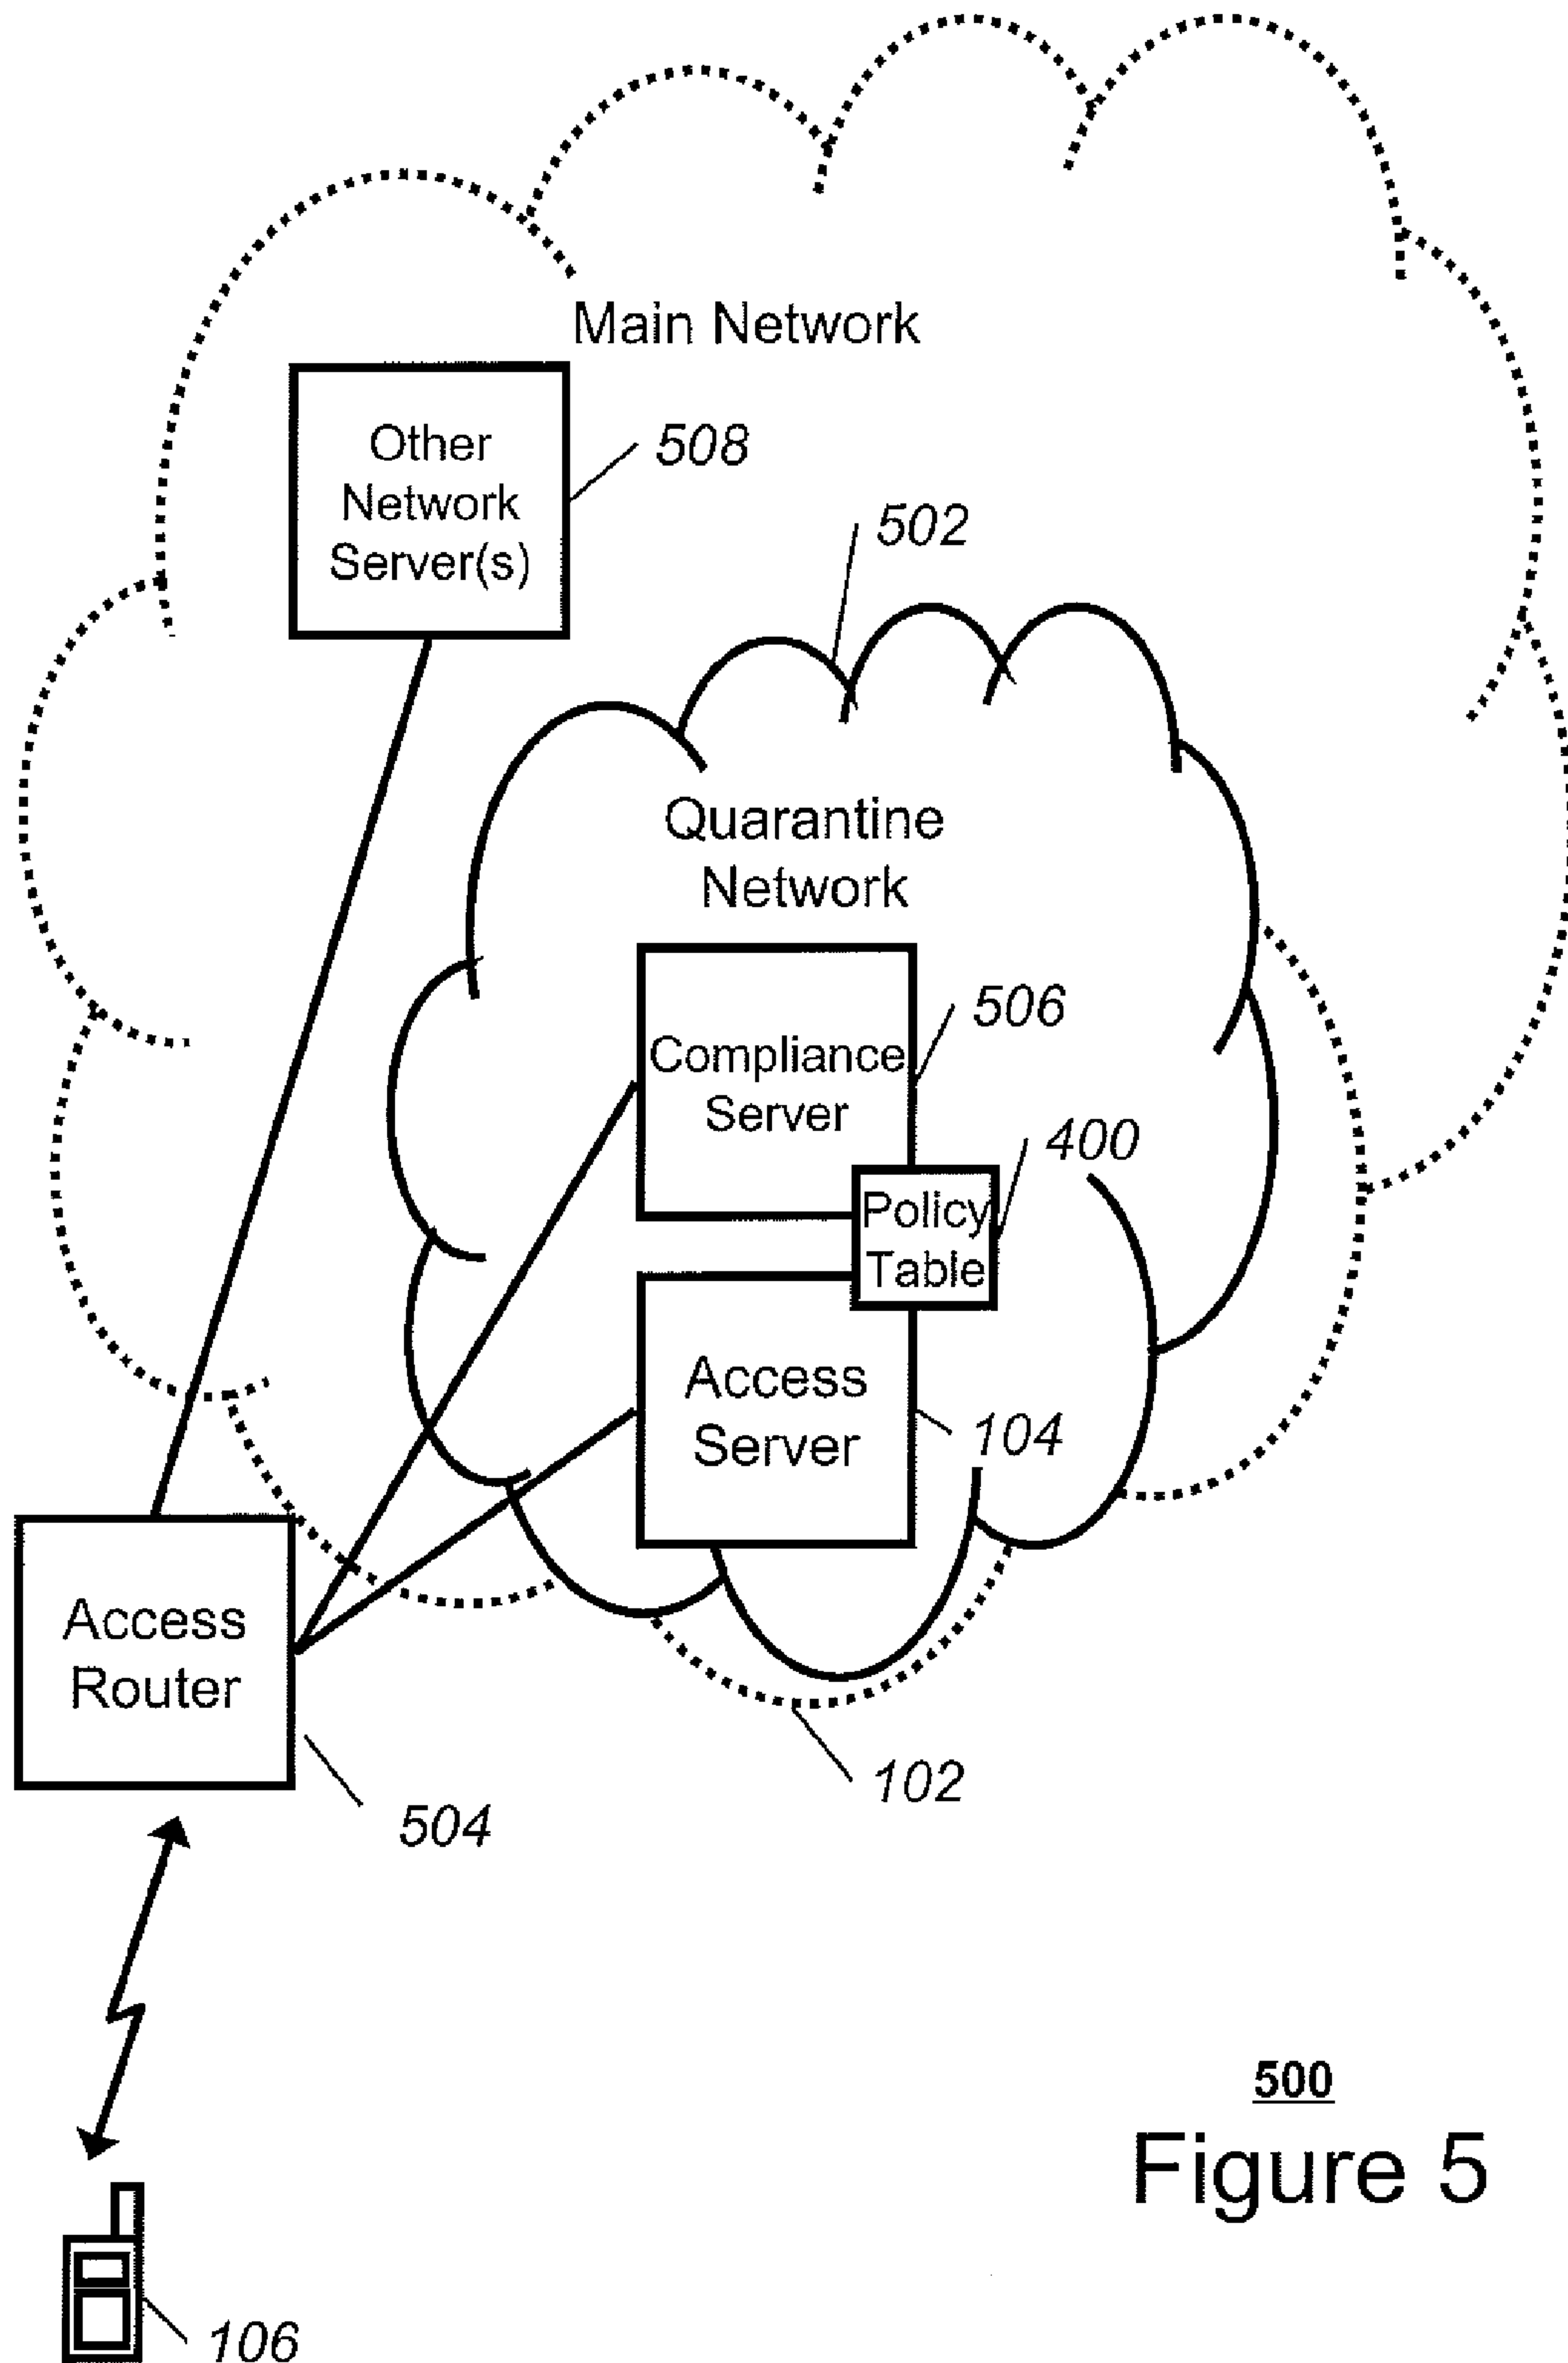 Main Network
Other
Network
Server(s)
508
502
Quarantine
Network
Compliance
Server
506
Policy
Table
400
Access
Server
104
Access
Router
504
102
106
500
Figure 5